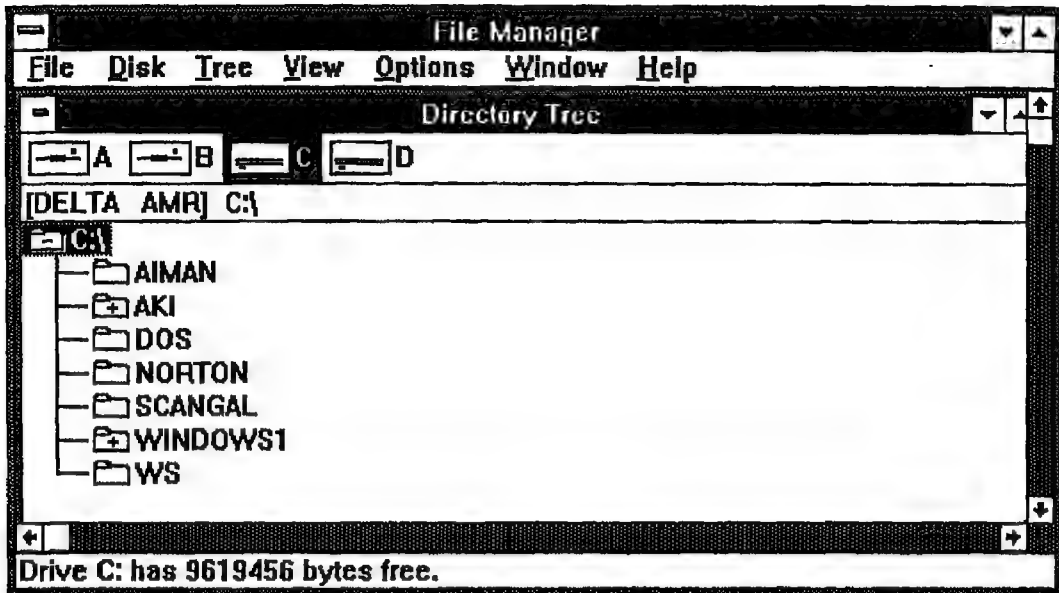 File Manager
File Disk Tree View Options Window Help
Directory Tree
A B C D
[DELTA AMR] C:\
C:\
AIMAN
AKI
DOS
NORTON
SCANGAL
WINDOWS1
WS
Drive C: has 9619456 bytes free.